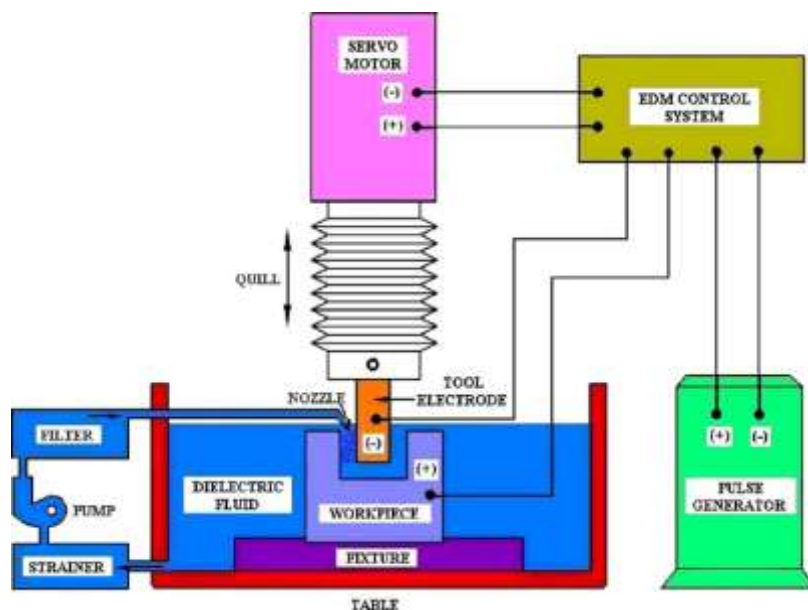 SERVO
MOTOR
(-)
(+)
EDM CONTROL
SYSTEM
QUILL
TOOL
ELECTRODE
NOZZLE
FILTER
(-)
(+)
(+)
(-)
DIELECTRIC
FLUID
WORKPIECE
PULSE
GENERATOR
PUMP
FIXTURE
STRAINER
TABLE